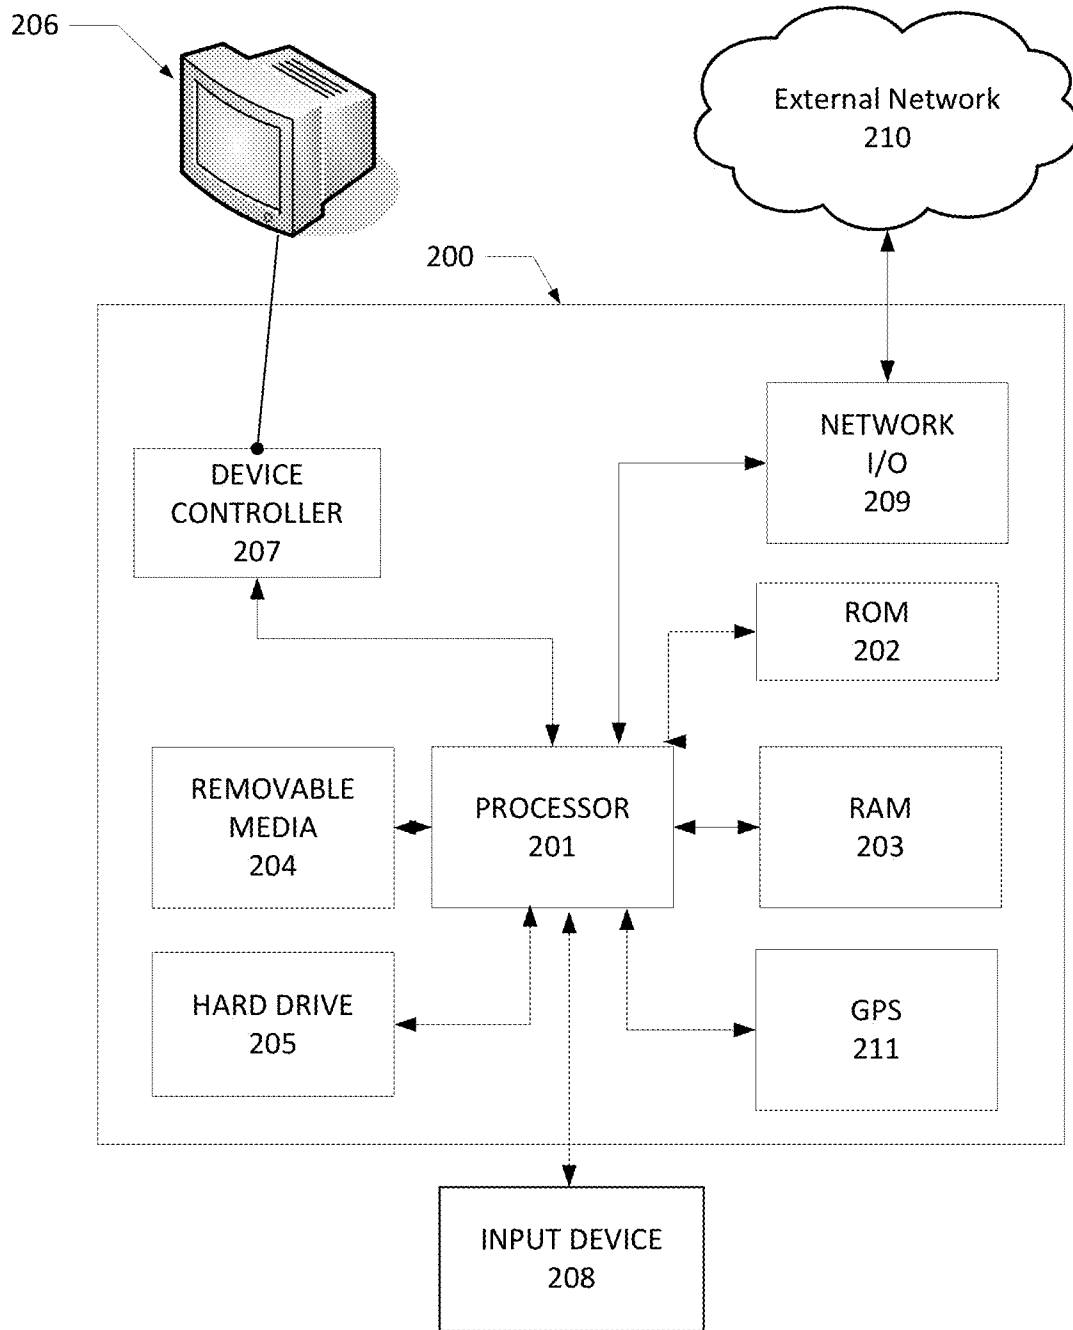 206
External Network
210
200
NETWORK
I/O
209
DEVICE
CONTROLLER
207
ROM
202
REMOVABLE
MEDIA
204
PROCESSOR
201
RAM
203
HARD DRIVE
205
GPS
211
INPUT DEVICE
208